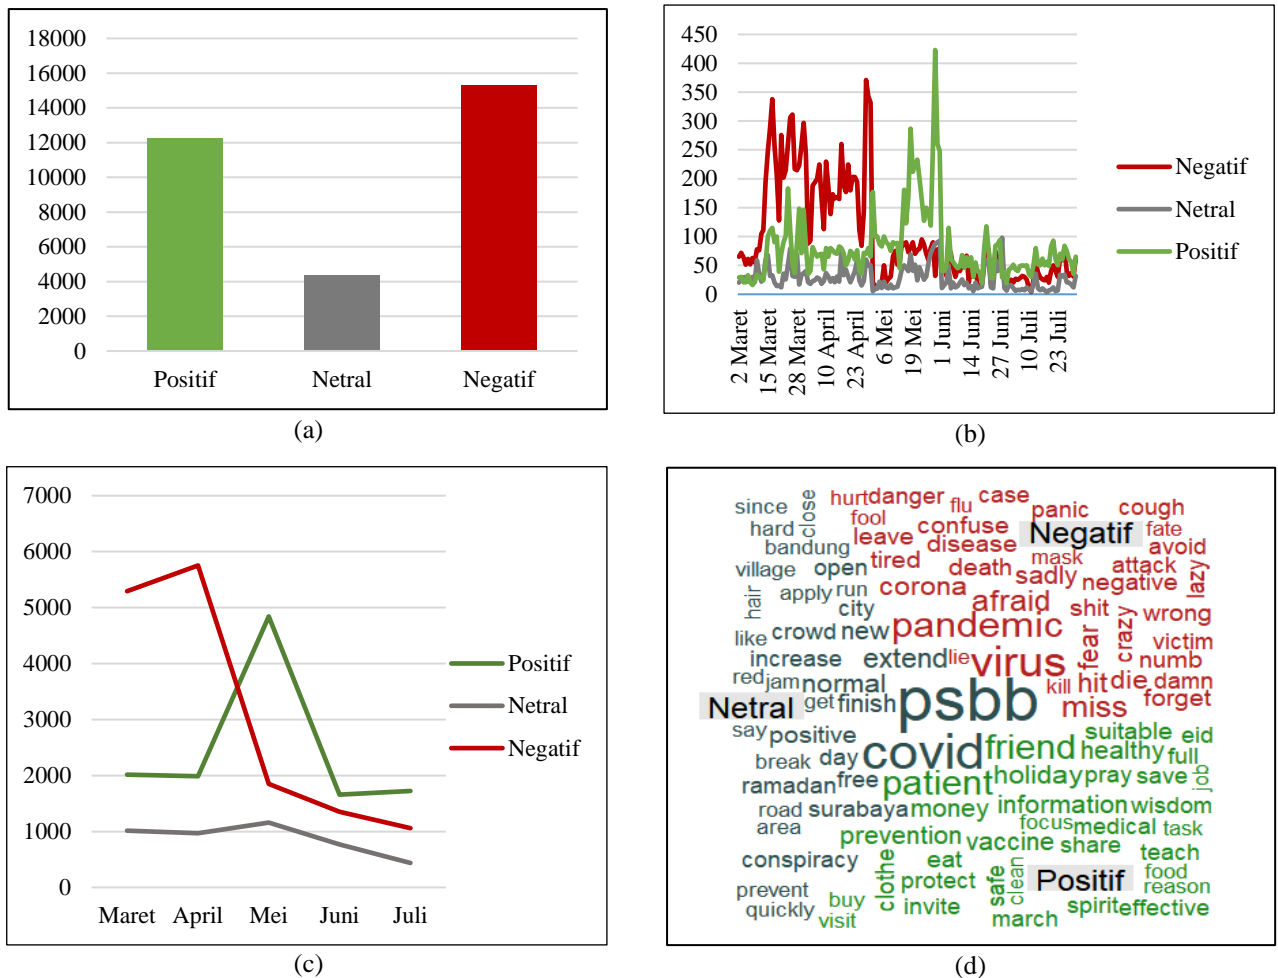 18000
16000
14000
12000
10000
8000
6000
4000
2000
0
Positif Netral Negatif
(a)
450
400
350
300
250
200
150
100
50
0
2 Maret
15 Maret
28 Maret
10 April
23 April
6 Mei
19 Mei
1 Juni
14 Juni
27 Juni
10 Juli
23 Juli
Negatif
Netral
Positif
(b)
7000
6000
5000
4000
3000
2000
1000
0
Maret April Mei Juni Juli
Positif
Netral
Negatif
(c)
since close hurt danger flu case panic cough
hard fool confuse Negatif fate
bandung leave disease mask avoid
village open tired death sadly attack lazy
hair apply run corona negative
city afraid shit crazy wrong
like crowd new pandemic fear victim
increase extend lie virus numb
red jam normal psbb kill hit die damn
Netral get finish miss forget
say positive covid friend suitable eid
break day healthy full
ramadan free patient holiday pray save job
road surabaya money information wisdom
area focus medical task
prevention vaccine share
conspiracy clothe eat teach
prevent protect safe clean Positif food
quickly buy invite reason
visit march spirit effective
(d)